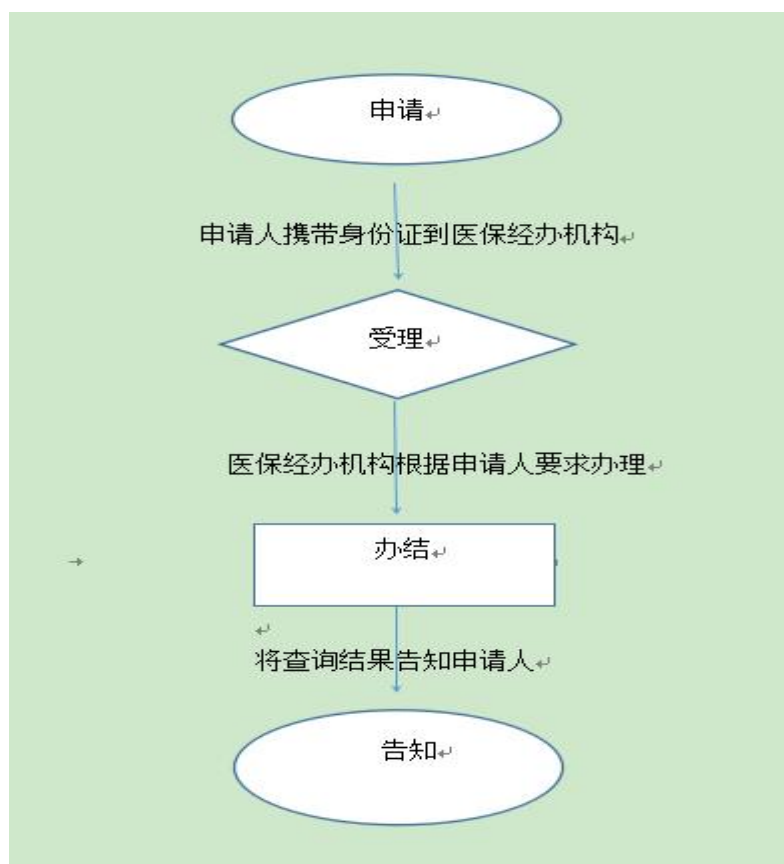 申请
申请人携带身份证到医保经办机构
受理
医保经办机构根据申请人要求办理
办结
将查询结果告知申请人
告知